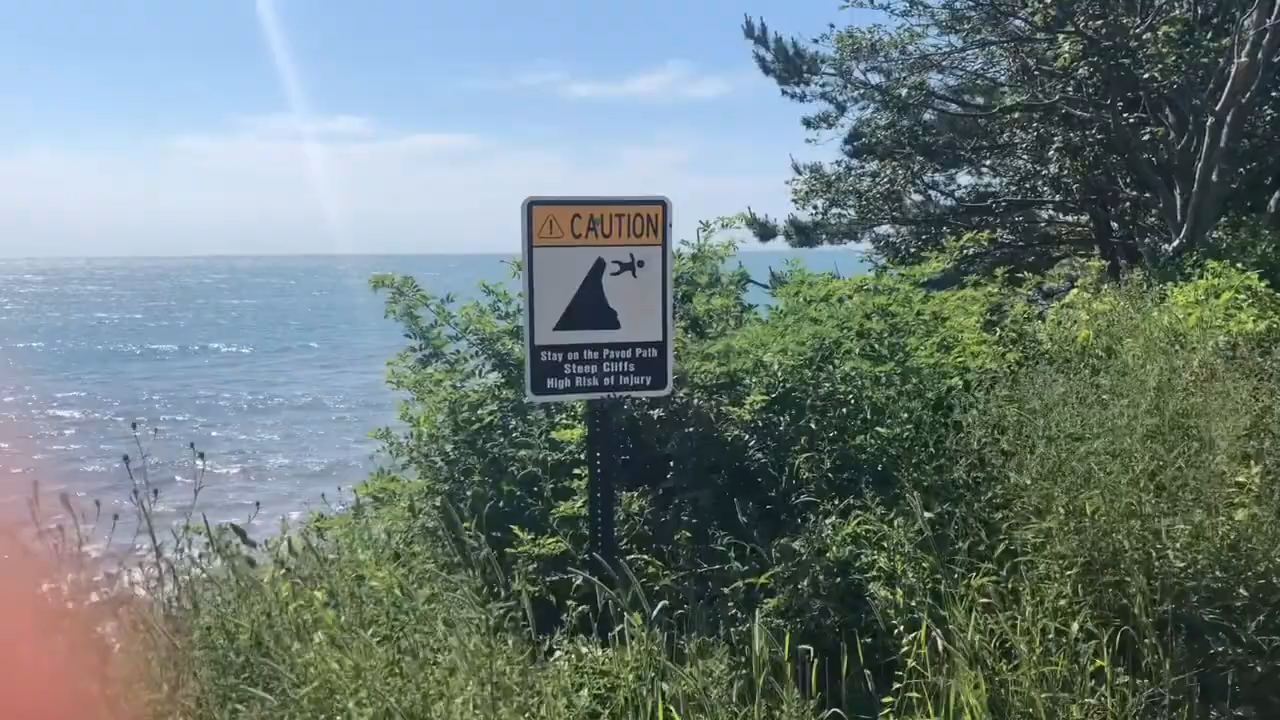 CAUTION
Stay on the Paved Path
Steep Cliffs
High Risk of Injury